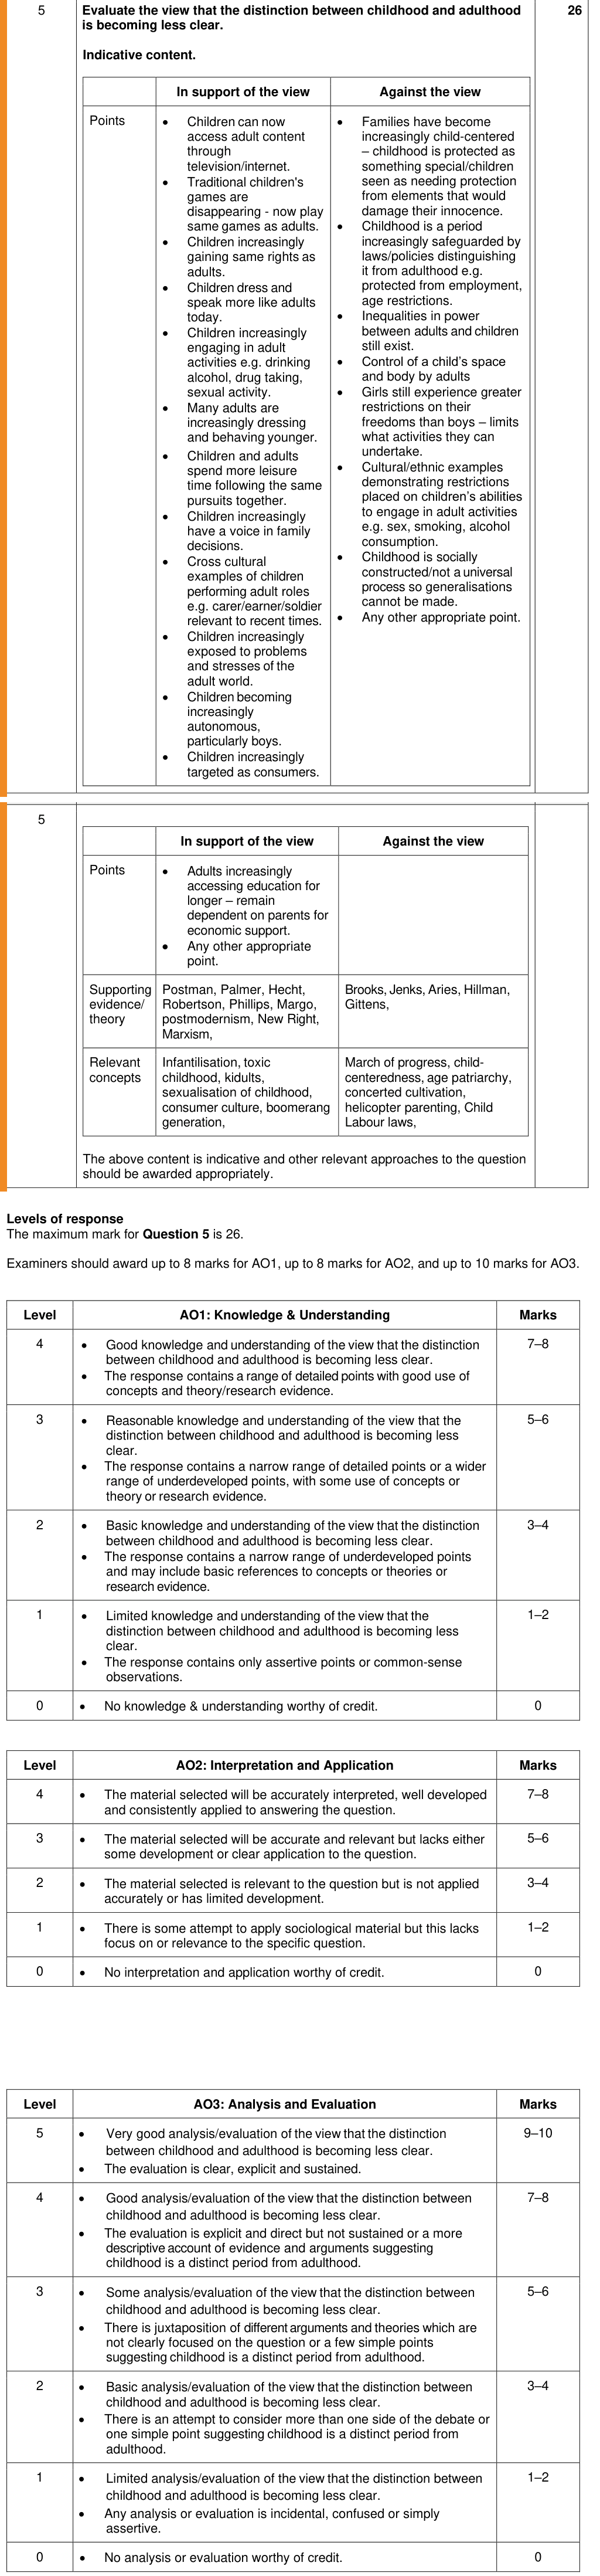 5
Evaluate the view that the distinction between childhood and adulthood
is becoming less clear.
26
Indicative content.
In support of the view
Against the view
Points
• Children can now
access adult content
through
television/internet.
• Traditional children's
games are
disappearing - now play
same games as adults.
• Children increasingly
gaining same rights as
adults.
• Children dress and
speak more like adults
today.
• Children increasingly
engaging in adult
activities e.g. drinking
alcohol, drug taking,
sexual activity.
• Many adults are
increasingly dressing
and behaving younger.
• Children and adults
spend more leisure
time following the same
pursuits together.
• Children increasingly
have a voice in family
decisions.
• Cross cultural
examples of children
performing adult roles
e.g. carer/earner/soldier
relevant to recent times.
• Children increasingly
exposed to problems
and stresses of the
adult world.
• Children becoming
increasingly
autonomous,
particularly boys.
• Children increasingly
targeted as consumers.
• Families have become
increasingly child-centered
– childhood is protected as
something special/children
seen as needing protection
from elements that would
damage their innocence.
• Childhood is a period
increasingly safeguarded by
laws/policies distinguishing
it from adulthood e.g.
protected from employment,
age restrictions.
• Inequalities in power
between adults and children
still exist.
• Control of a child's space
and body by adults
• Girls still experience greater
restrictions on their
freedoms than boys – limits
what activities they can
undertake.
• Cultural/ethnic examples
demonstrating restrictions
placed on children's abilities
to engage in adult activities
e.g. sex, smoking, alcohol
consumption.
• Childhood is socially
constructed/not a universal
process so generalisations
cannot be made.
• Any other appropriate point.
5
In support of the view
Against the view
Points
• Adults increasingly
accessing education for
longer – remain
dependent on parents for
economic support.
• Any other appropriate
point.
Supporting
evidence/
theory
Postman, Palmer, Hecht,
Robertson, Phillips, Margo,
postmodernism, New Right,
Marxism,
Brooks, Jenks, Aries, Hillman,
Gittens,
Relevant
concepts
Infantilisation, toxic
childhood, kidults,
sexualisation of childhood,
consumer culture, boomerang
generation,
March of progress, child-
centeredness, age patriarchy,
concerted cultivation,
helicopter parenting, Child
Labour laws,
The above content is indicative and other relevant approaches to the question
should be awarded appropriately.
Levels of response
The maximum mark for Question 5 is 26.
Examiners should award up to 8 marks for AO1, up to 8 marks for AO2, and up to 10 marks for AO3.
Level
AO1: Knowledge & Understanding
Marks
4
• Good knowledge and understanding of the view that the distinction
between childhood and adulthood is becoming less clear.
• The response contains a range of detailed points with good use of
concepts and theory/research evidence.
7–8
3
• Reasonable knowledge and understanding of the view that the
distinction between childhood and adulthood is becoming less
clear.
• The response contains a narrow range of detailed points or a wider
range of underdeveloped points, with some use of concepts or
theory or research evidence.
5–6
2
• Basic knowledge and understanding of the view that the distinction
between childhood and adulthood is becoming less clear.
• The response contains a narrow range of underdeveloped points
and may include basic references to concepts or theories or
research evidence.
3–4
1
• Limited knowledge and understanding of the view that the
distinction between childhood and adulthood is becoming less
clear.
• The response contains only assertive points or common-sense
observations.
1–2
0
• No knowledge & understanding worthy of credit.
0
Level
AO2: Interpretation and Application
Marks
4
• The material selected will be accurately interpreted, well developed
and consistently applied to answering the question.
7–8
3
• The material selected will be accurate and relevant but lacks either
some development or clear application to the question.
5–6
2
• The material selected is relevant to the question but is not applied
accurately or has limited development.
3–4
1
• There is some attempt to apply sociological material but this lacks
focus on or relevance to the specific question.
1–2
0
• No interpretation and application worthy of credit.
0
Level
AO3: Analysis and Evaluation
Marks
5
• Very good analysis/evaluation of the view that the distinction
between childhood and adulthood is becoming less clear.
• The evaluation is clear, explicit and sustained.
9–10
4
• Good analysis/evaluation of the view that the distinction between
childhood and adulthood is becoming less clear.
• The evaluation is explicit and direct but not sustained or a more
descriptive account of evidence and arguments suggesting
childhood is a distinct period from adulthood.
7–8
3
• Some analysis/evaluation of the view that the distinction between
childhood and adulthood is becoming less clear.
• There is juxtaposition of different arguments and theories which are
not clearly focused on the question or a few simple points
suggesting childhood is a distinct period from adulthood.
5–6
2
• Basic analysis/evaluation of the view that the distinction between
childhood and adulthood is becoming less clear.
• There is an attempt to consider more than one side of the debate or
one simple point suggesting childhood is a distinct period from
adulthood.
3–4
1
• Limited analysis/evaluation of the view that the distinction between
childhood and adulthood is becoming less clear.
• Any analysis or evaluation is incidental, confused or simply
assertive.
1–2
0
• No analysis or evaluation worthy of credit.
0